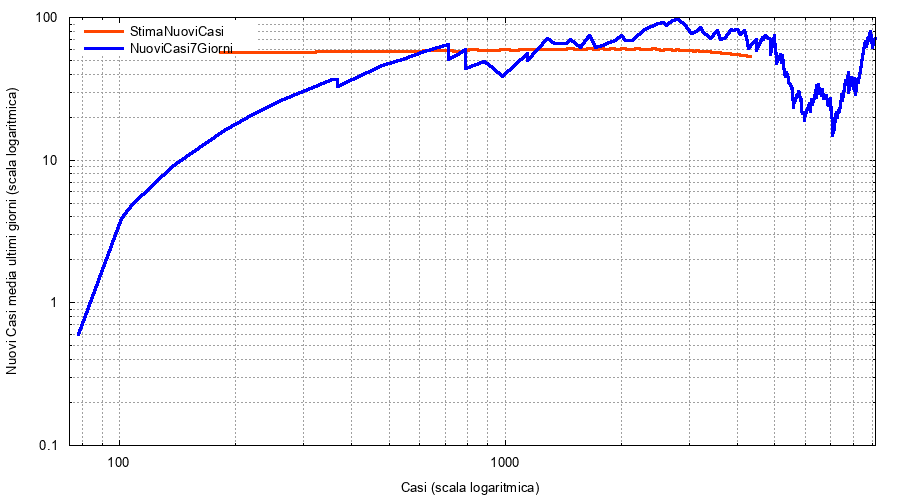 StimaNuoviCasi
NuoviCasi7Giorni
100
10
1
0.1
100
1000
Nuovi Casi media ultimi giorni (scala logaritmica)
Casi (scala logaritmica)